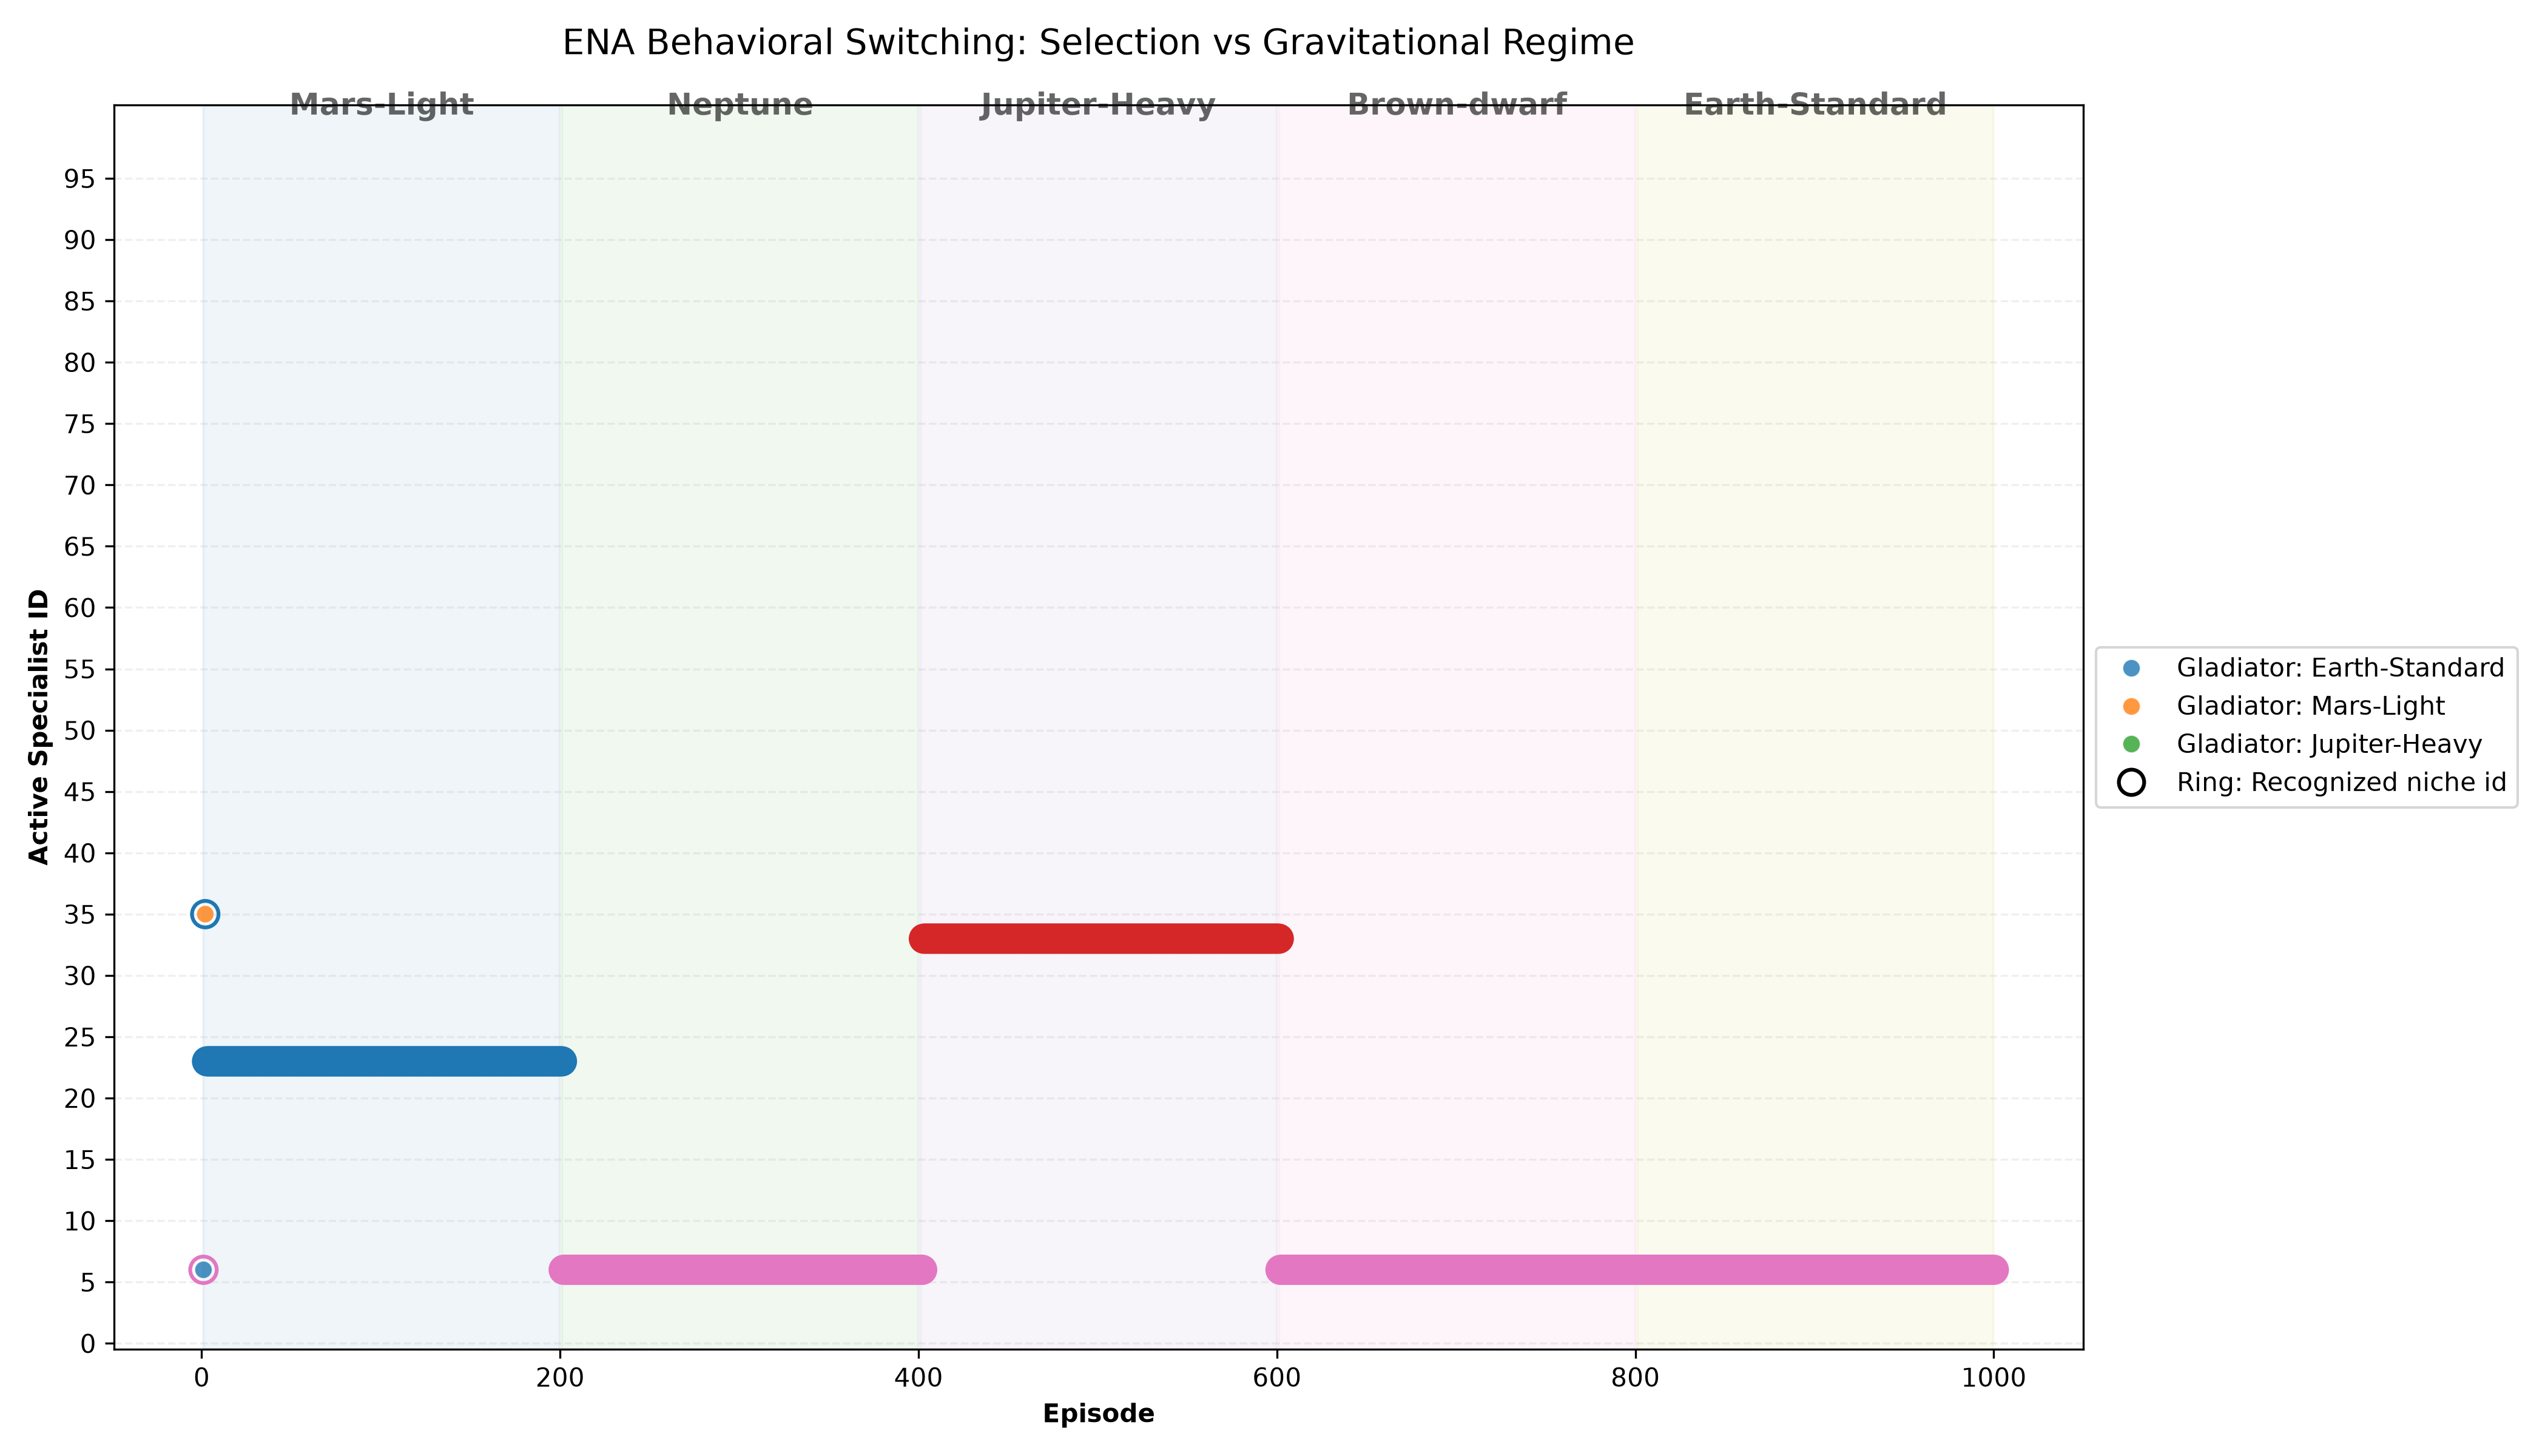 ENA Behavioral Switching: Selection vs Gravitational Regime
Mars-Light
Neptune
Jupiter-Heavy
Brown-dwarf
Earth-Standard
Active Specialist ID
95
90
85
80
75
70
65
60
55
50
45
40
35
30
25
20
15
10
5
0
0
200
400
600
800
1000
Episode
Gladiator: Earth-Standard
Gladiator: Mars-Light
Gladiator: Jupiter-Heavy
Ring: Recognized niche id